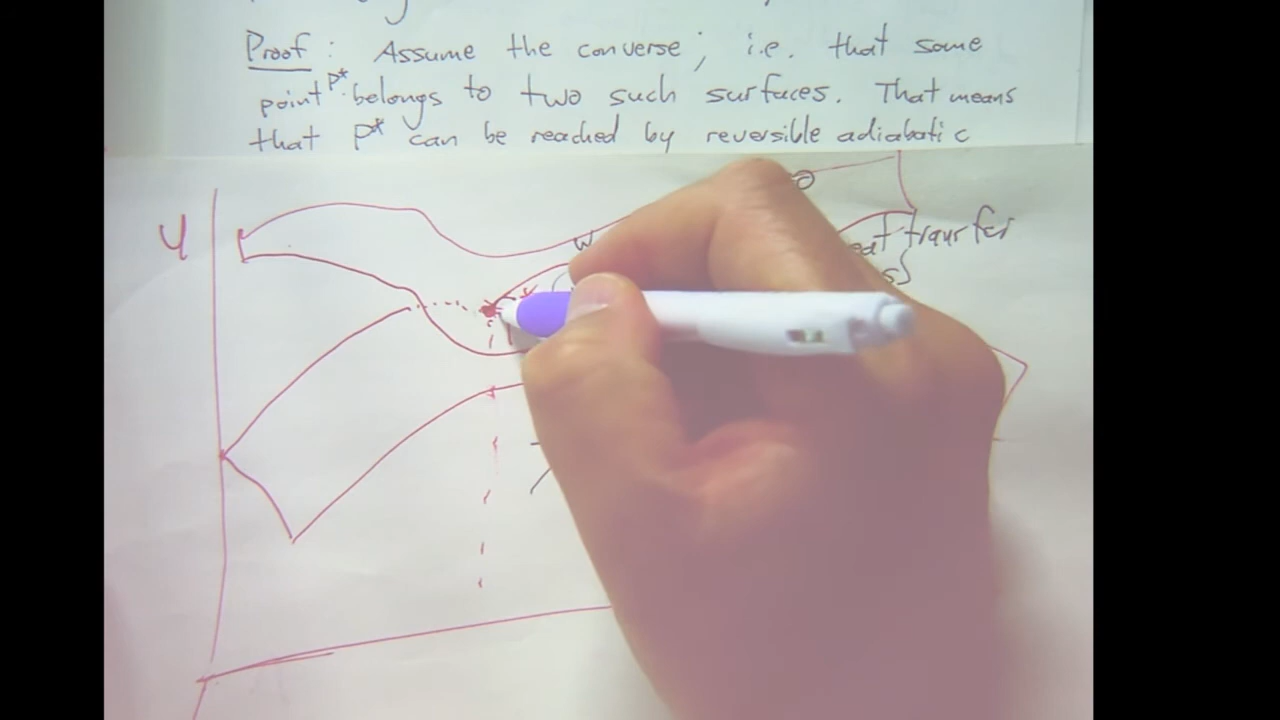 Proof : Assume the converse ; i.e. that some
point P* belongs to two such surfaces. That means
that P* can be reached by reversible adiabatic
U
W
transfer